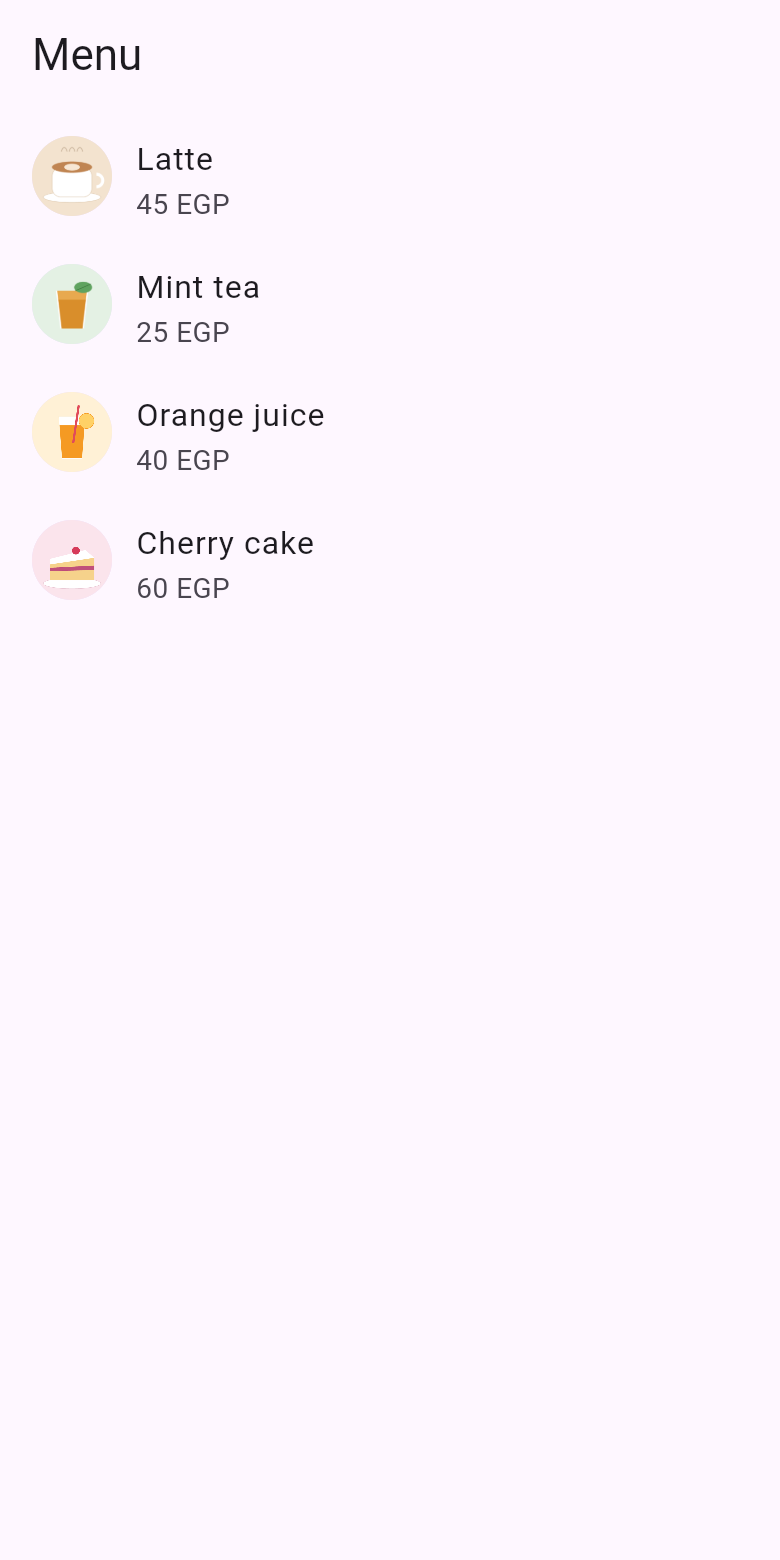 Menu
Latte
45 EGP
Mint tea
25 EGP
Orange juice
40 EGP
Cherry cake
60 EGP